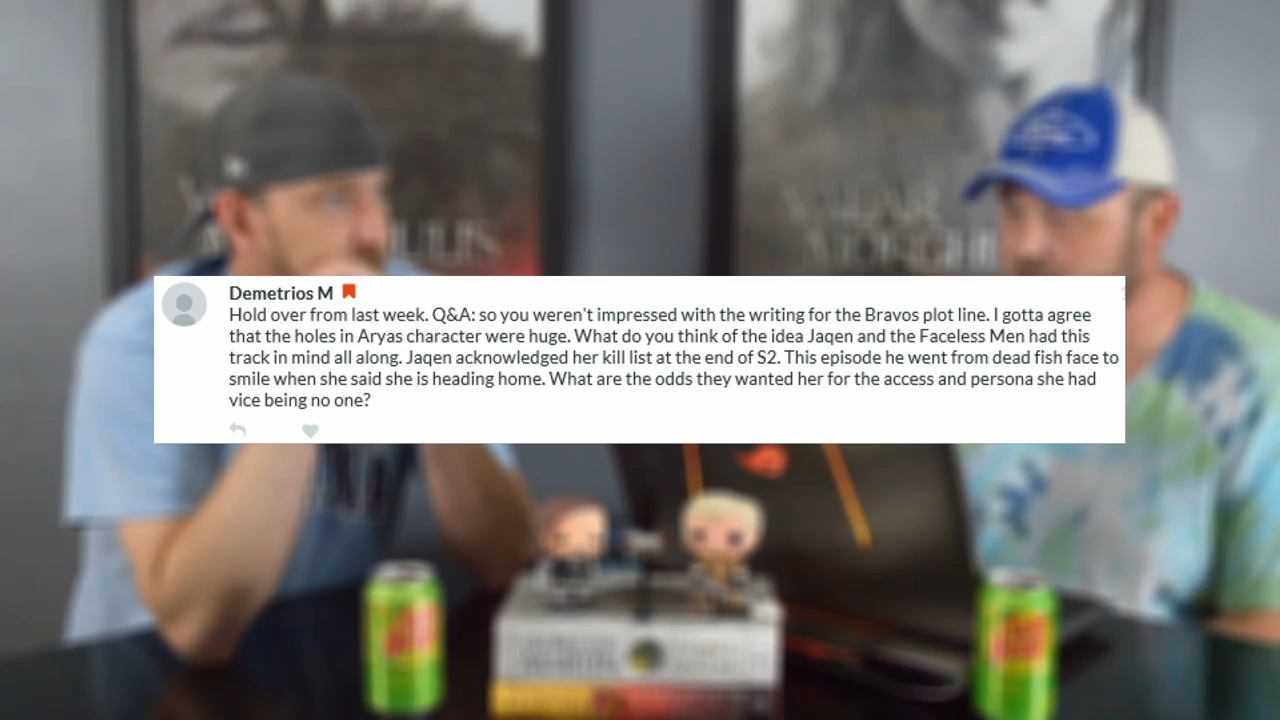 Demetrios M
Hold over from last week. Q&A: so you weren't impressed with the writing for the Bravos plot line. I gotta agree
that the holes in Aryas character were huge. What do you think of the idea Jaqen and the Faceless Men had this
track in mind all along. Jaqen acknowledged her kill list at the end of S2. This episode he went from dead fish face to
smile when she said she is heading home. What are the odds they wanted her for the access and persona she had
vice being no one?